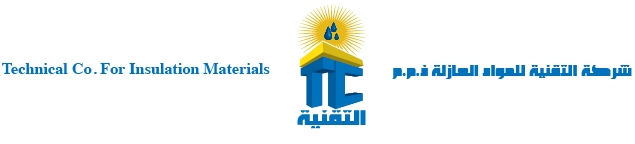 Technical Co. For Insulation Materials
TC
التقنية
شركة التقنية للمواد العازلة ذ.م.م